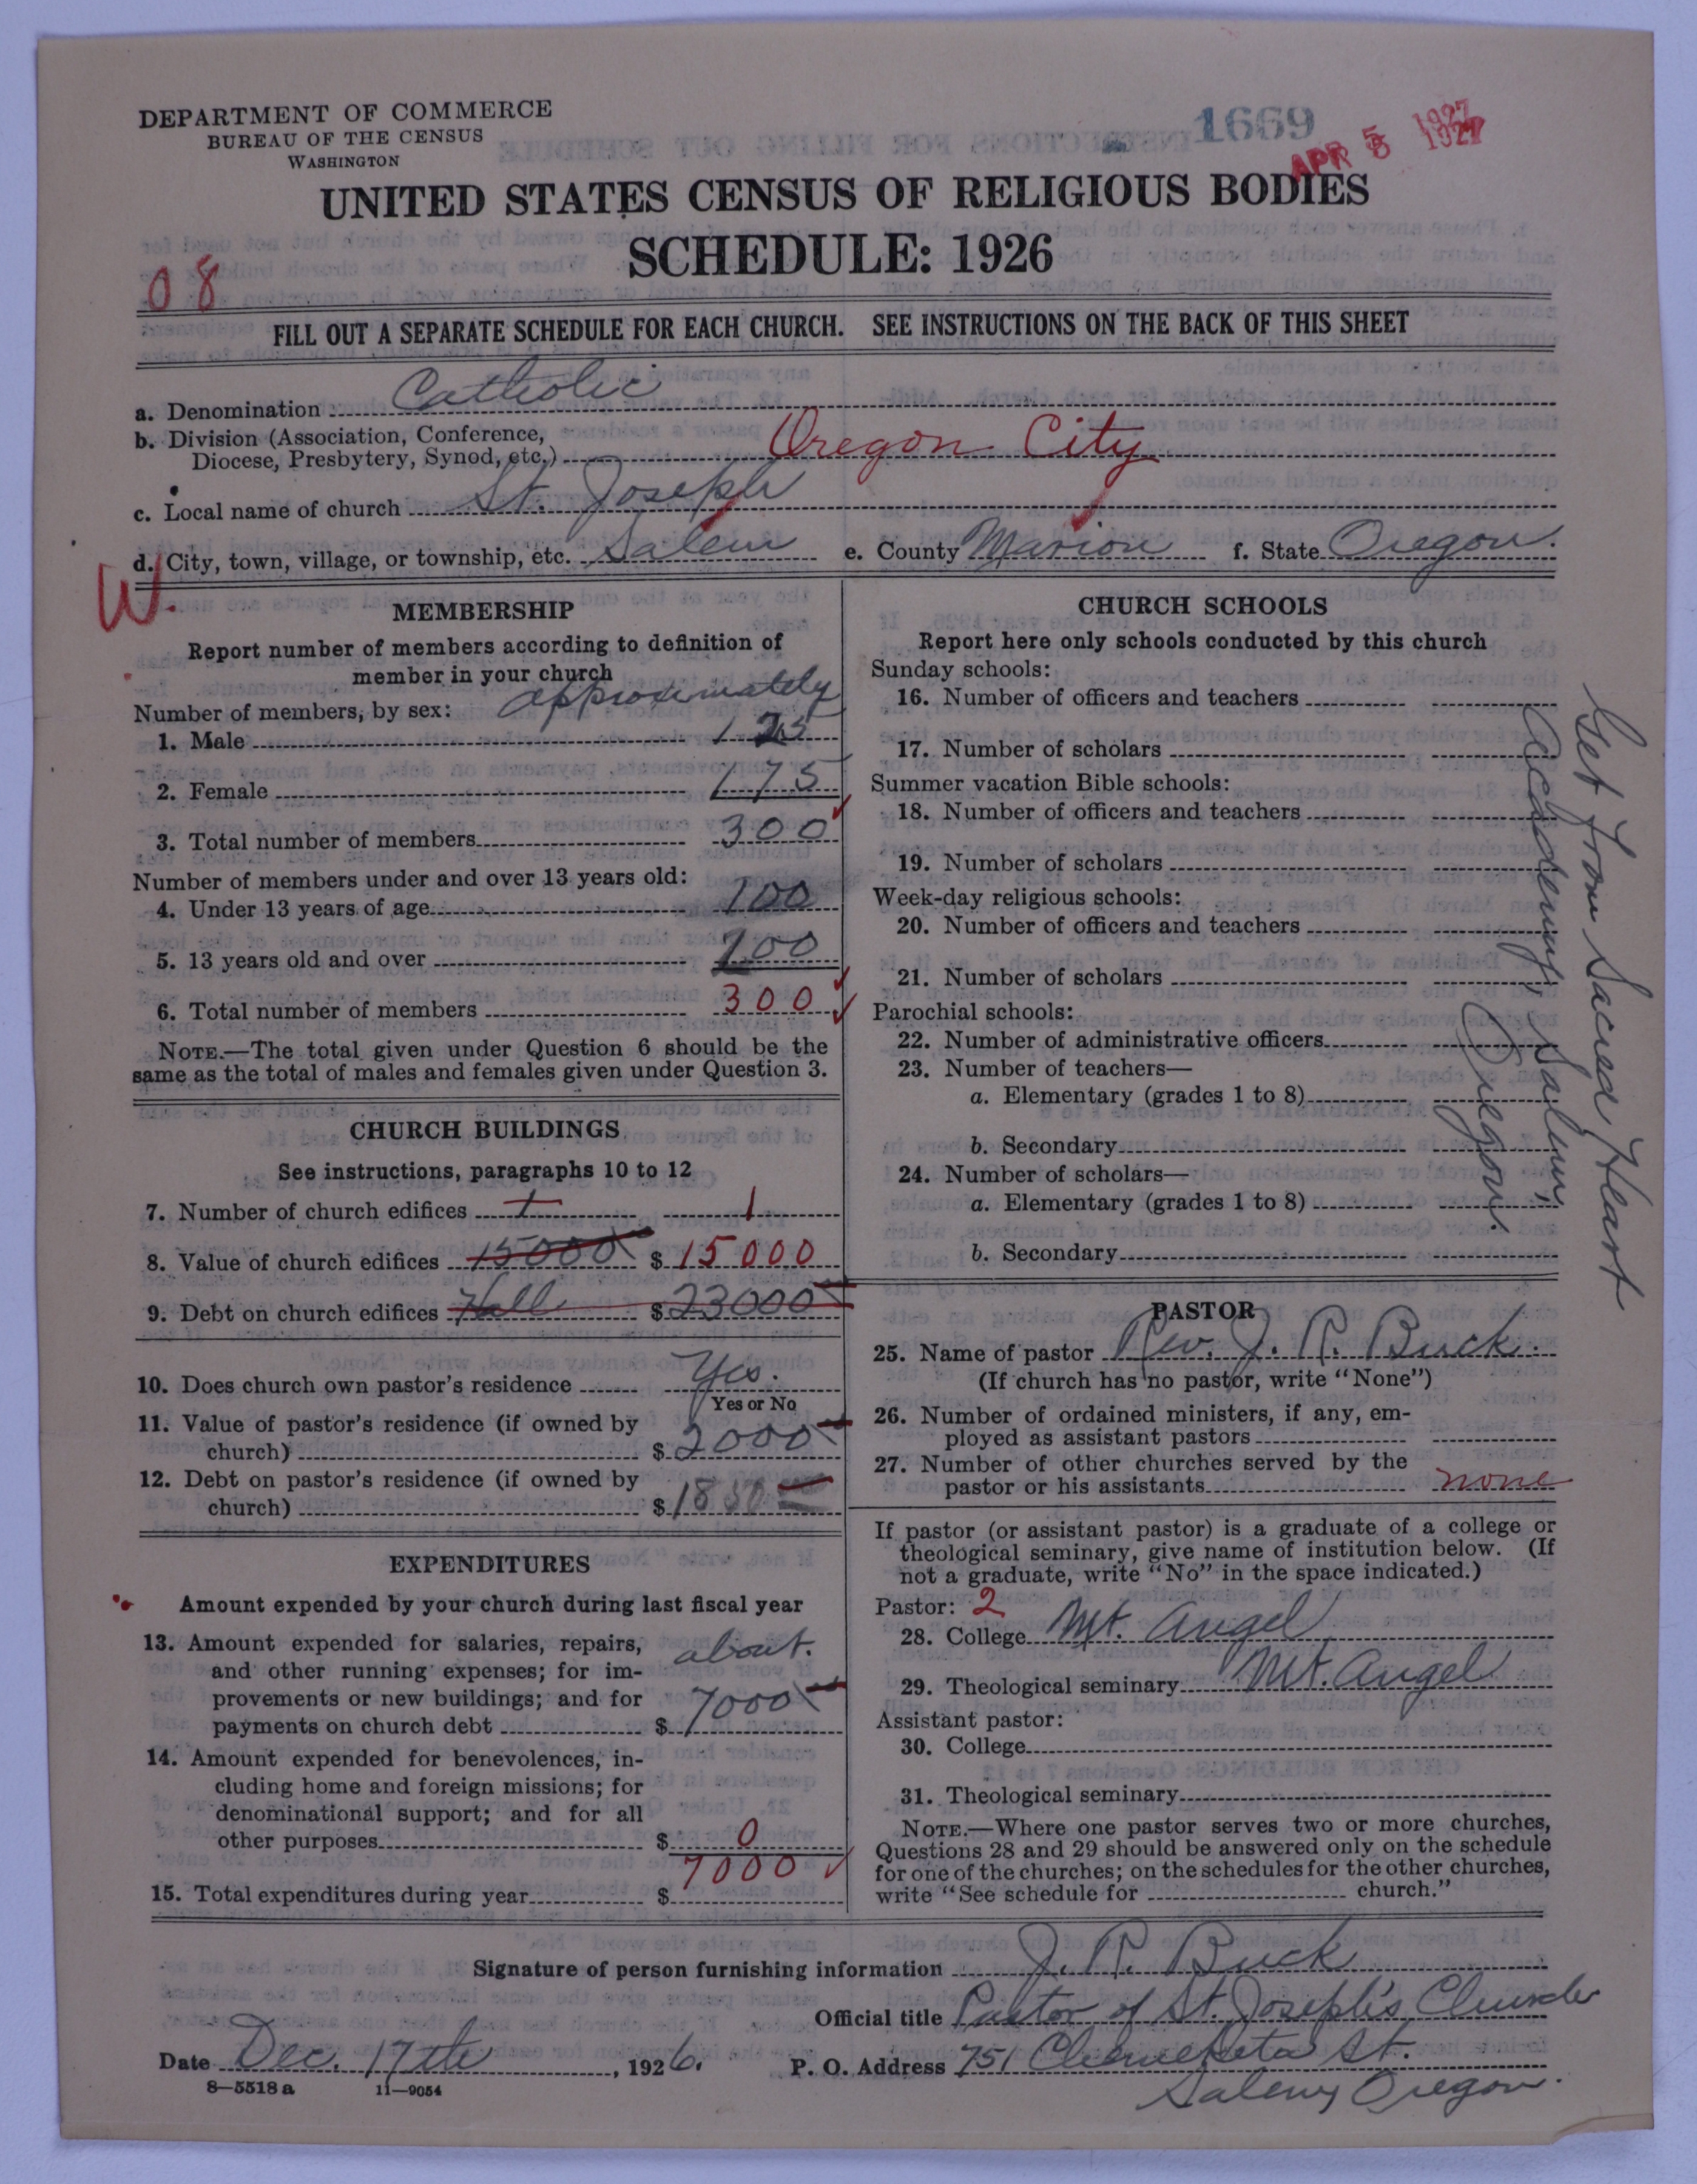 DEPARTMENT OF COMMERCE
BUREAU OF THE CENSUS
WASHINGTON
1669
APR 5 1927
UNITED STATES CENSUS OF RELIGIOUS BODIES
SCHEDULE: 1926
08
FILL OUT A SEPARATE SCHEDULE FOR EACH CHURCH. SEE INSTRUCTIONS ON THE BACK OF THIS SHEET
a. Denomination Catholic
b. Division (Association, Conference,
Diocese, Presbytery, Synod, etc.) Oregon City
c. Local name of church St. Joseph
d. City, town, village, or township, etc. Salem e. County Marion f. State Oregon.
W.
MEMBERSHIP
Report number of members according to definition of
member in your church
Number of members, by sex: approximately
1. Male 125
2. Female 175
3. Total number of members 300
Number of members under and over 13 years old:
4. Under 13 years of age 100
5. 13 years old and over 200
6. Total number of members 300
NOTE.—The total given under Question 6 should be the
same as the total of males and females given under Question 3.
CHURCH BUILDINGS
See instructions, paragraphs 10 to 12
7. Number of church edifices 1 1
8. Value of church edifices 15000 $ 15000
9. Debt on church edifices Hall $ 23000
10. Does church own pastor's residence Yes.
Yes or No
11. Value of pastor's residence (if owned by
church) $ 2000
12. Debt on pastor's residence (if owned by
church) $ 1850
EXPENDITURES
Amount expended by your church during last fiscal year
13. Amount expended for salaries, repairs, about.
and other running expenses; for im-
provements or new buildings; and for
payments on church debt $ 7000
14. Amount expended for benevolences, in-
cluding home and foreign missions; for
denominational support; and for all
other purposes $ 0
15. Total expenditures during year $ 7000
CHURCH SCHOOLS
Report here only schools conducted by this church
Sunday schools:
16. Number of officers and teachers
17. Number of scholars
Summer vacation Bible schools:
18. Number of officers and teachers
19. Number of scholars
Week-day religious schools:
20. Number of officers and teachers
21. Number of scholars
Parochial schools:
22. Number of administrative officers
23. Number of teachers—
a. Elementary (grades 1 to 8)
b. Secondary
24. Number of scholars—
a. Elementary (grades 1 to 8)
b. Secondary
Get from Sacred Heart
Academy, Salem,
Oregon.
PASTOR
25. Name of pastor Rev. J. R. Buck.
(If church has no pastor, write "None")
26. Number of ordained ministers, if any, em-
ployed as assistant pastors
27. Number of other churches served by the
pastor or his assistants none
If pastor (or assistant pastor) is a graduate of a college or
theological seminary, give name of institution below. (If
not a graduate, write "No" in the space indicated.)
Pastor: 2
28. College Mt. Angel
29. Theological seminary Mt. Angel
Assistant pastor:
30. College
31. Theological seminary
NOTE.—Where one pastor serves two or more churches,
Questions 28 and 29 should be answered only on the schedule
for one of the churches; on the schedules for the other churches,
write "See schedule for church."
Signature of person furnishing information J. R. Buck
Official title Pastor of St. Joseph's Church
Date Dec. 17th, 1926. P. O. Address 751 Chemeketa St.
Salem, Oregon.
8—5518 a 11—9054